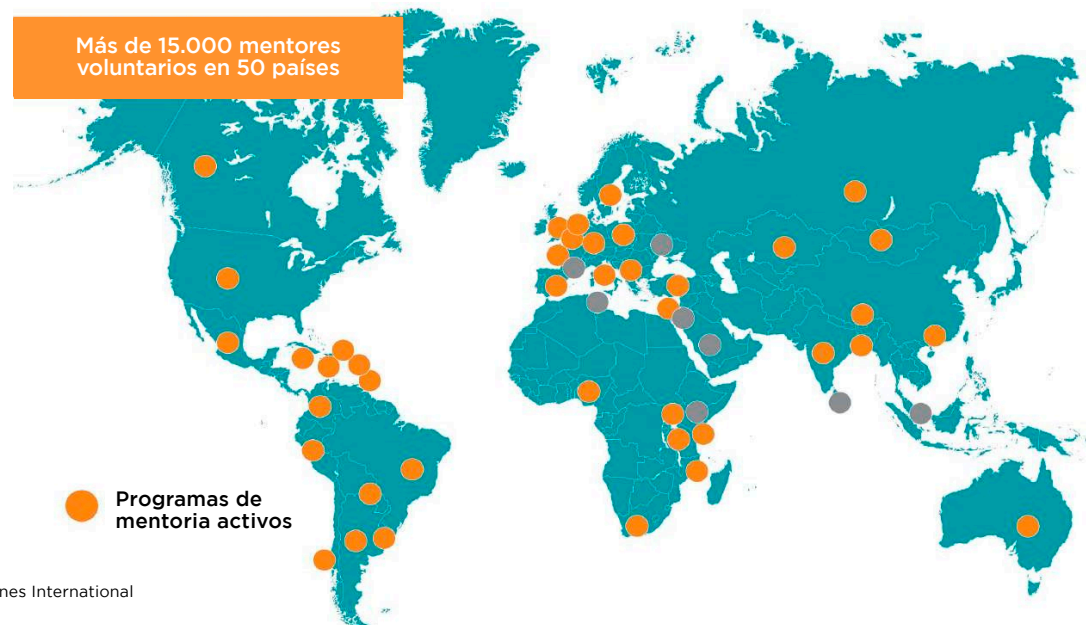 Más de 15.000 mentores
voluntarios en 50 países
Programas de
mentoria activos
nes International